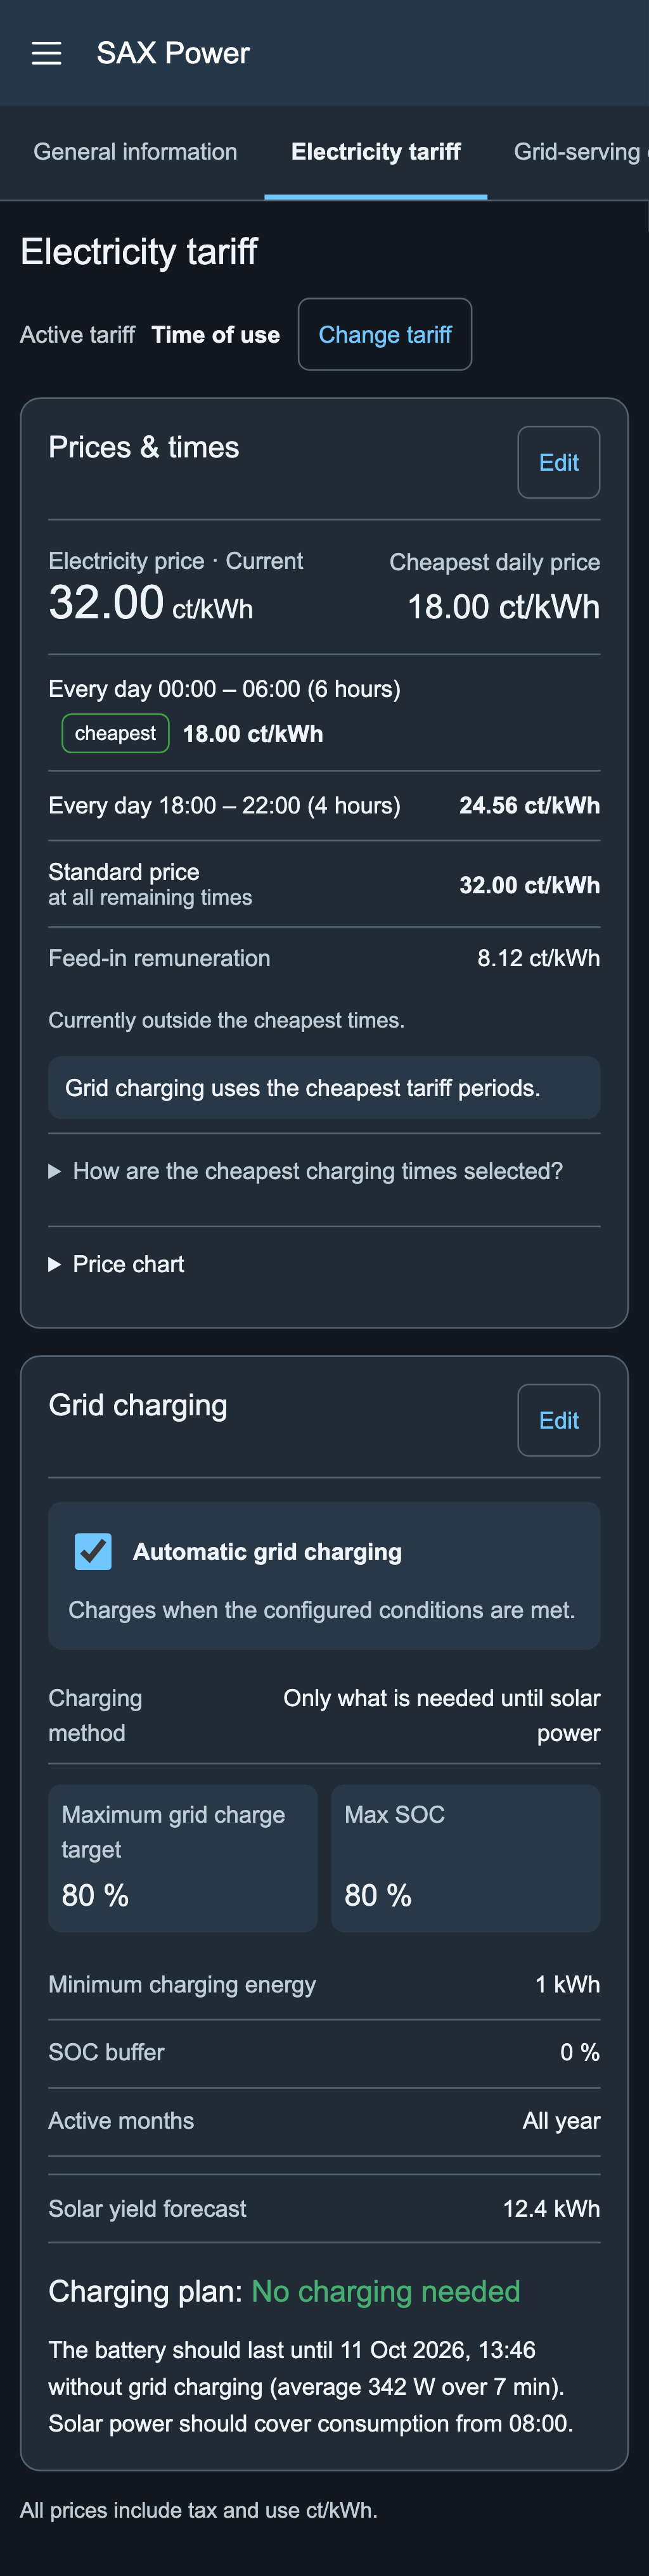 SAX Power
General information
Electricity tariff
Grid-serving
Electricity tariff
Active tariff Time of use Change tariff
Prices & times
Edit
Electricity price · Current
Cheapest daily price
32.00 ct/kWh
18.00 ct/kWh
Every day 00:00 – 06:00 (6 hours)
cheapest 18.00 ct/kWh
Every day 18:00 – 22:00 (4 hours) 24.56 ct/kWh
Standard price
at all remaining times
32.00 ct/kWh
Feed-in remuneration 8.12 ct/kWh
Currently outside the cheapest times.
Grid charging uses the cheapest tariff periods.
How are the cheapest charging times selected?
Price chart
Grid charging
Edit
Automatic grid charging
Charges when the configured conditions are met.
Charging
method
Only what is needed until solar
power
Maximum grid charge
target
80 %
Max SOC
80 %
Minimum charging energy 1 kWh
SOC buffer 0 %
Active months All year
Solar yield forecast 12.4 kWh
Charging plan: No charging needed
The battery should last until 11 Oct 2026, 13:46
without grid charging (average 342 W over 7 min).
Solar power should cover consumption from 08:00.
All prices include tax and use ct/kWh.